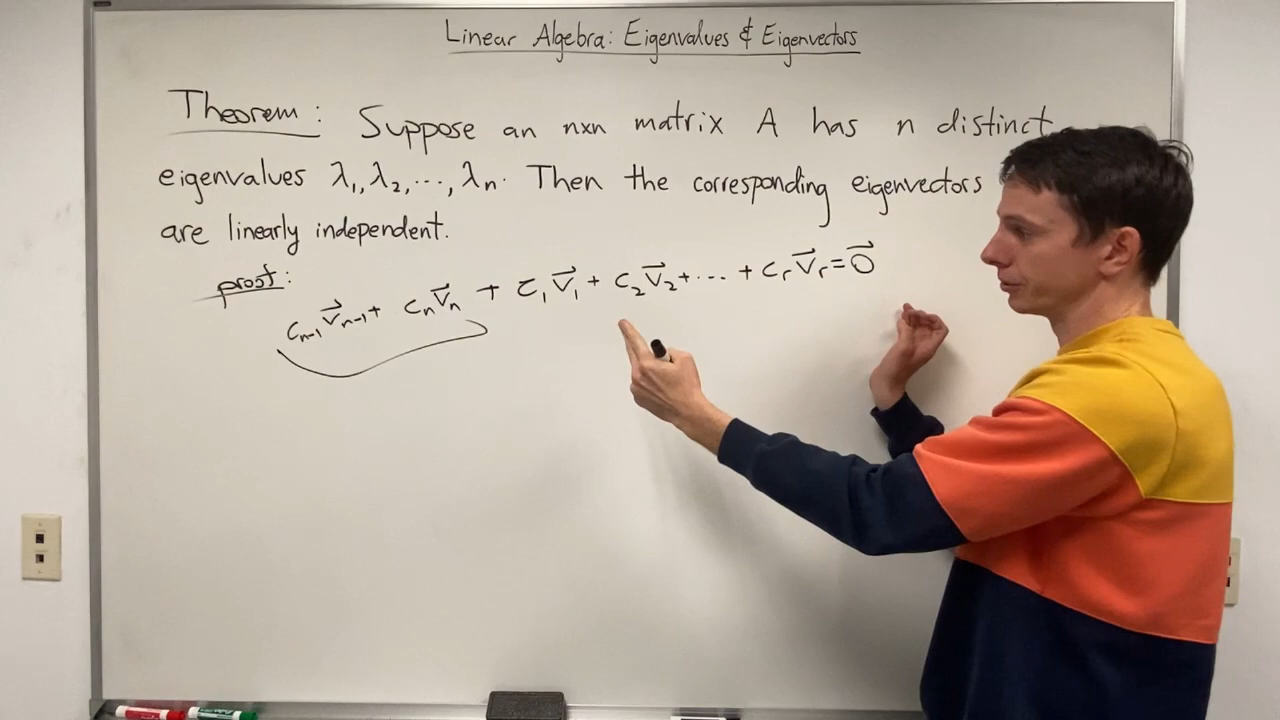 Linear Algebra: Eigenvalues & Eigenvectors
Theorem: Suppose an nxn matrix A has n distinct
eigenvalues λ₁, λ₂, ..., λₙ. Then the corresponding eigenvectors
are linearly independent.
proof:
cₙ₋₁v⃗ₙ₋₁ + cₙv⃗ₙ + c₁v⃗₁ + c₂v⃗₂ + ... + cᵣv⃗ᵣ = 0⃗